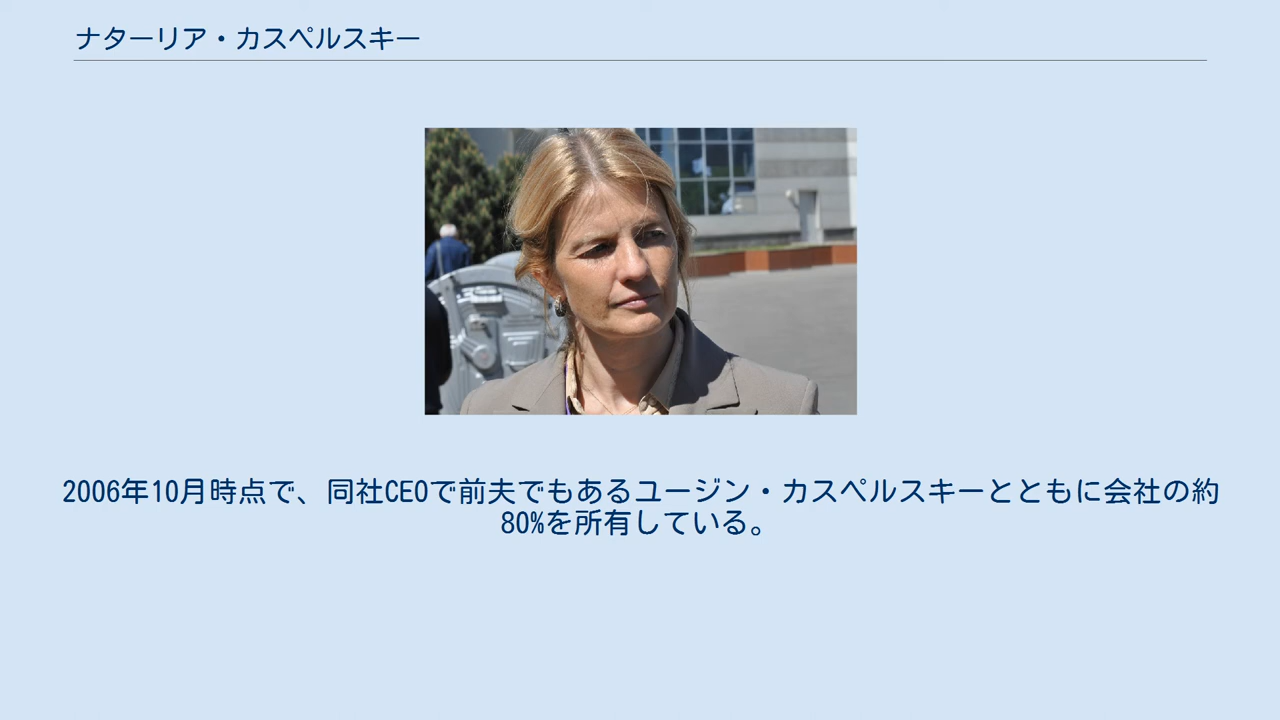 ナターリア・カスペルスキー
2006年10月時点で、同社CEOで前夫でもあるユージン・カスペルスキーとともに会社の約
80%を所有している。